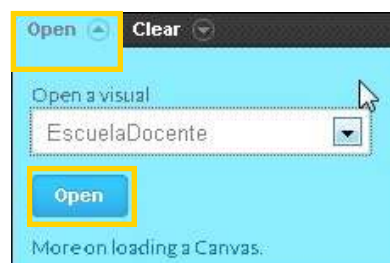 Open Clear
Open a visual
EscuelaDocente
Open
More on loading a Canvas.